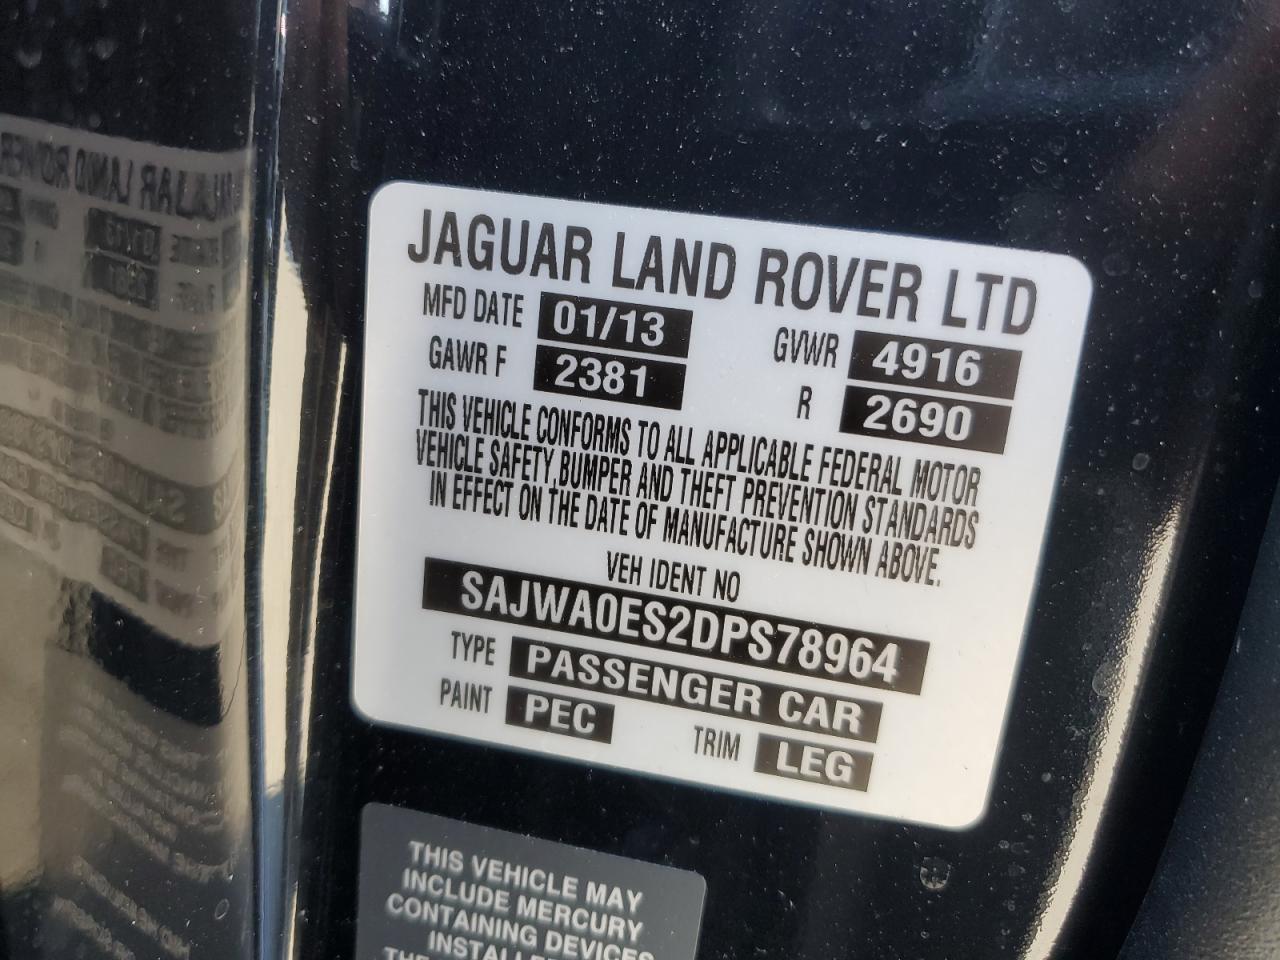 JAGUAR LAND ROVER LTD
MFD DATE 01/13 GVWR 4916
GAWR F 2381 R 2690
THIS VEHICLE CONFORMS TO ALL APPLICABLE FEDERAL MOTOR
VEHICLE SAFETY,BUMPER AND THEFT PREVENTION STANDARDS
IN EFFECT ON THE DATE OF MANUFACTURE SHOWN ABOVE.
VEH IDENT NO
SAJWA0ES2DPS78964
TYPE PASSENGER CAR
PAINT PEC TRIM LEG
THIS VEHICLE MAY
INCLUDE MERCURY
CONTAINING DEVICES